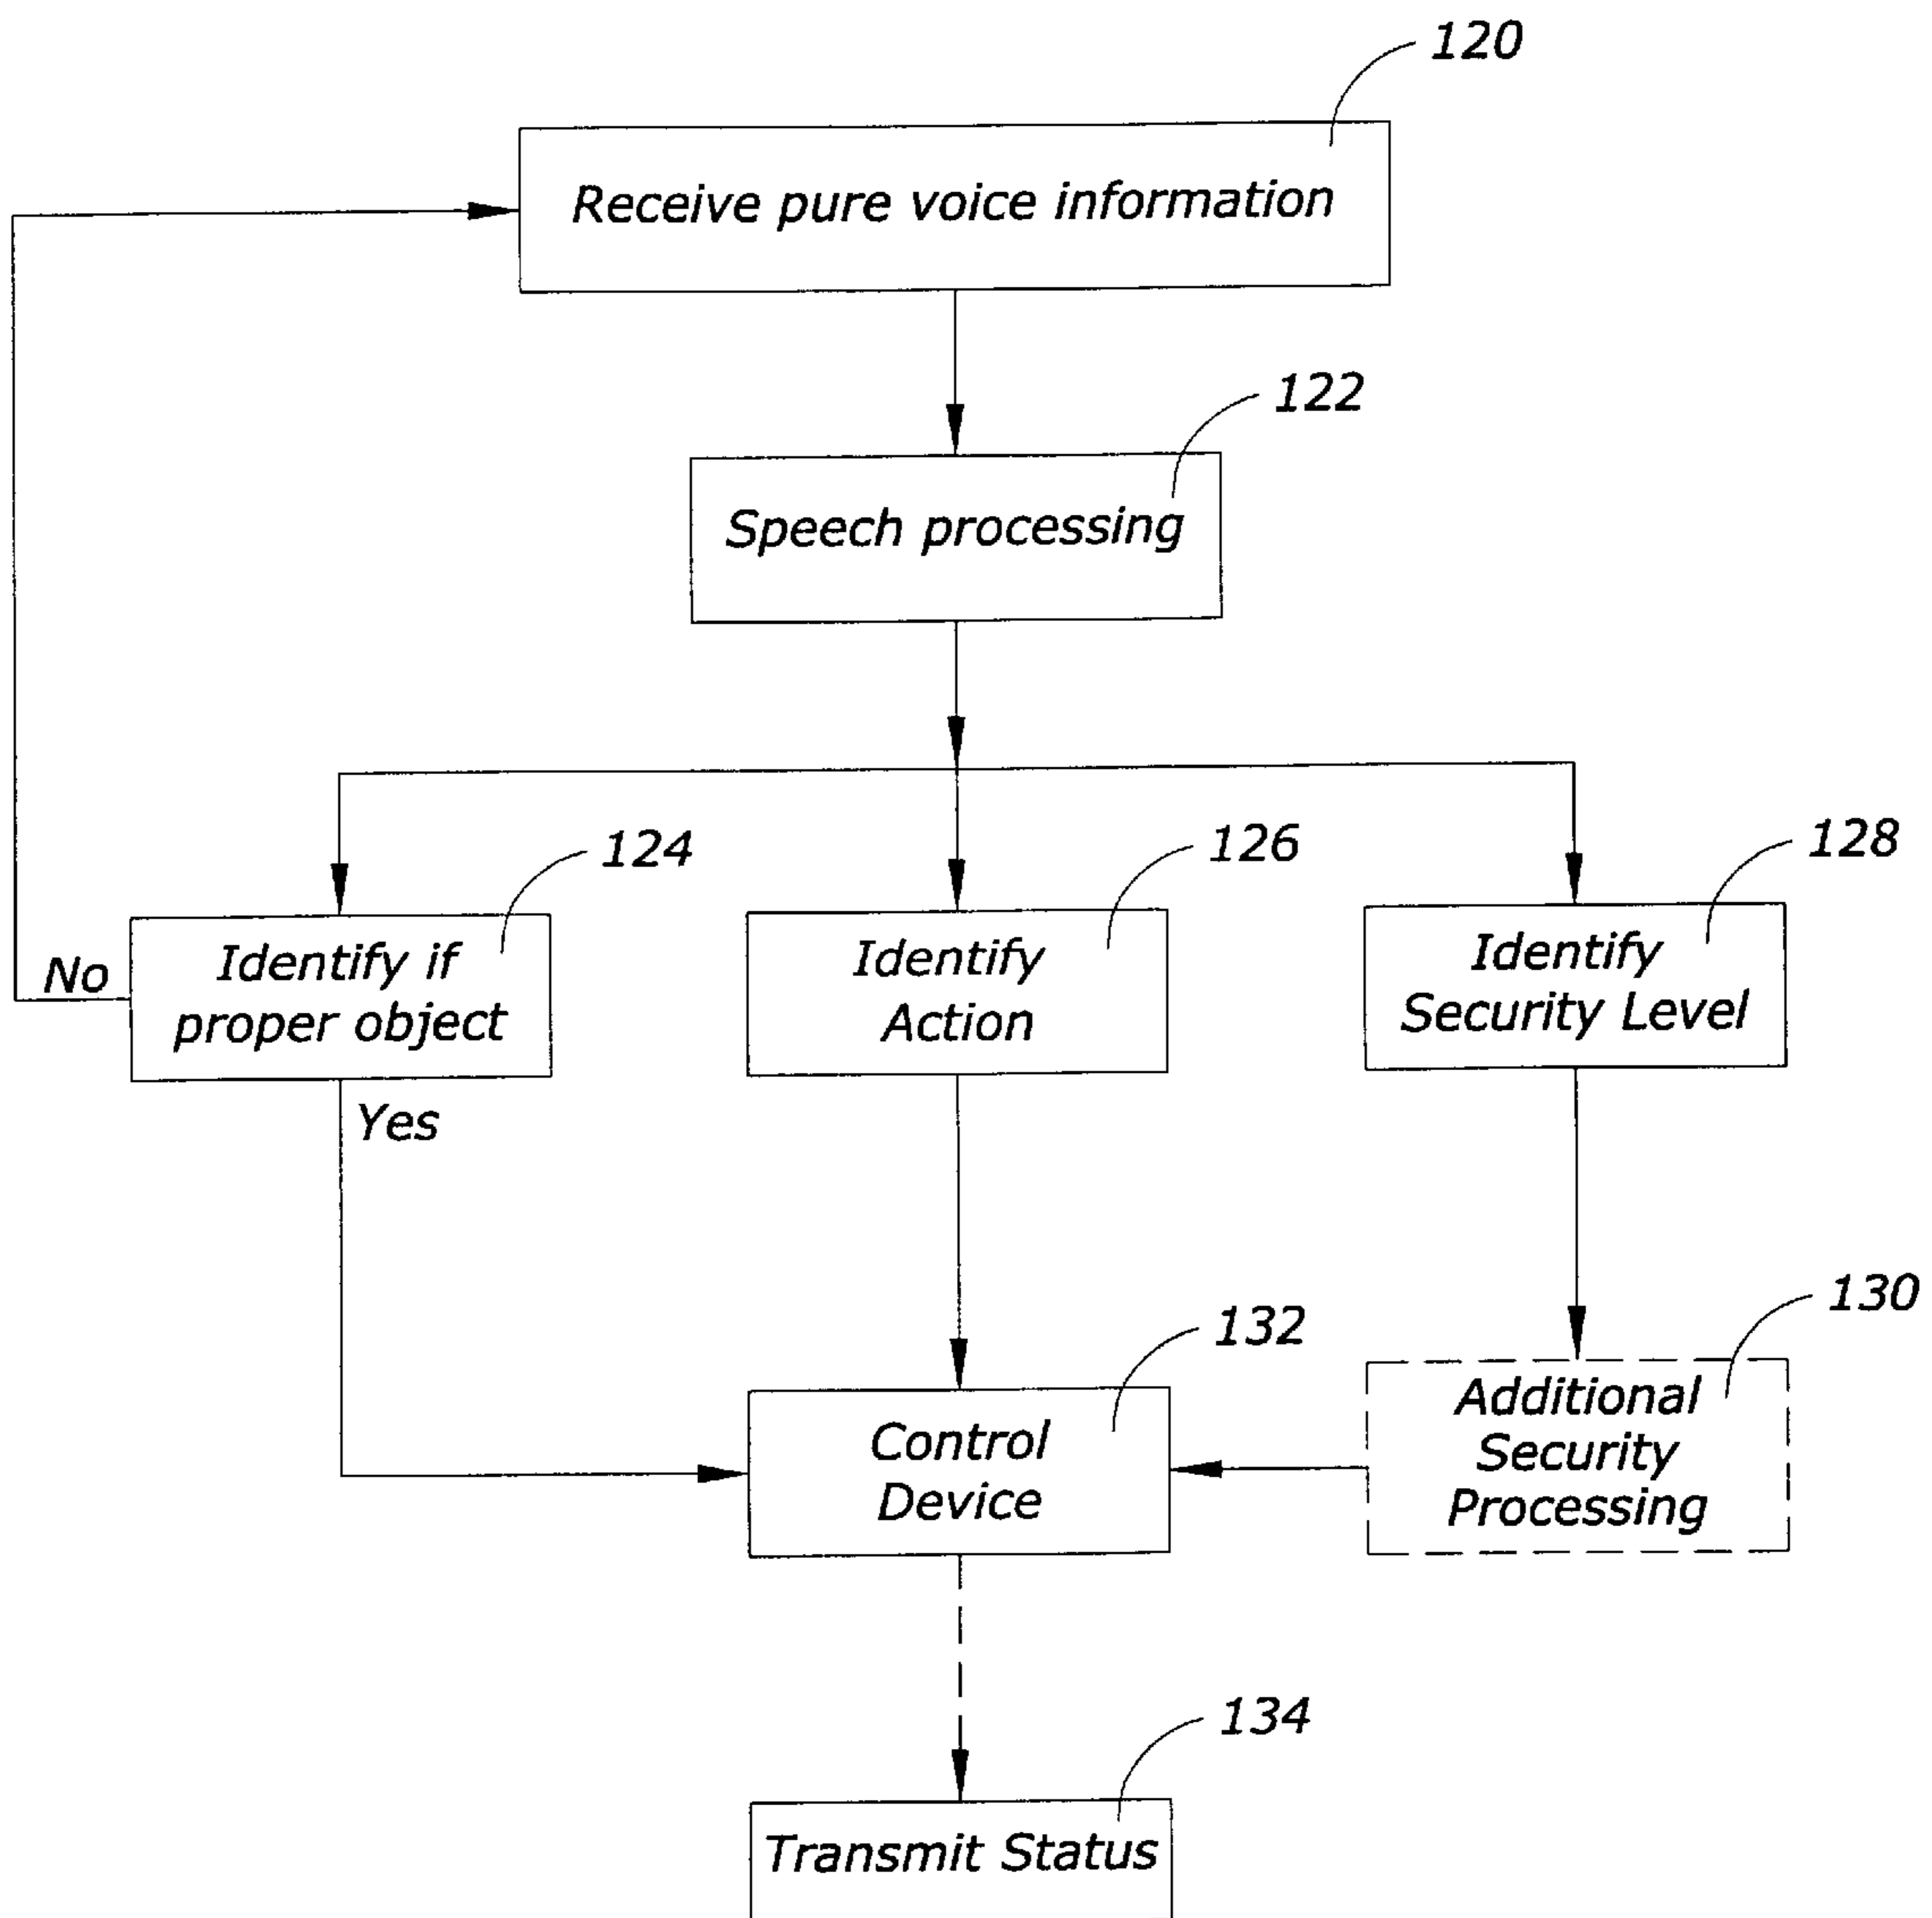 120
Receive pure voice information
122
Speech processing
124
126
128
No
Identify if
proper object
Identify
Action
Identify
Security Level
Yes
130
132
Control
Device
Additional
Security
Processing
134
Transmit Status